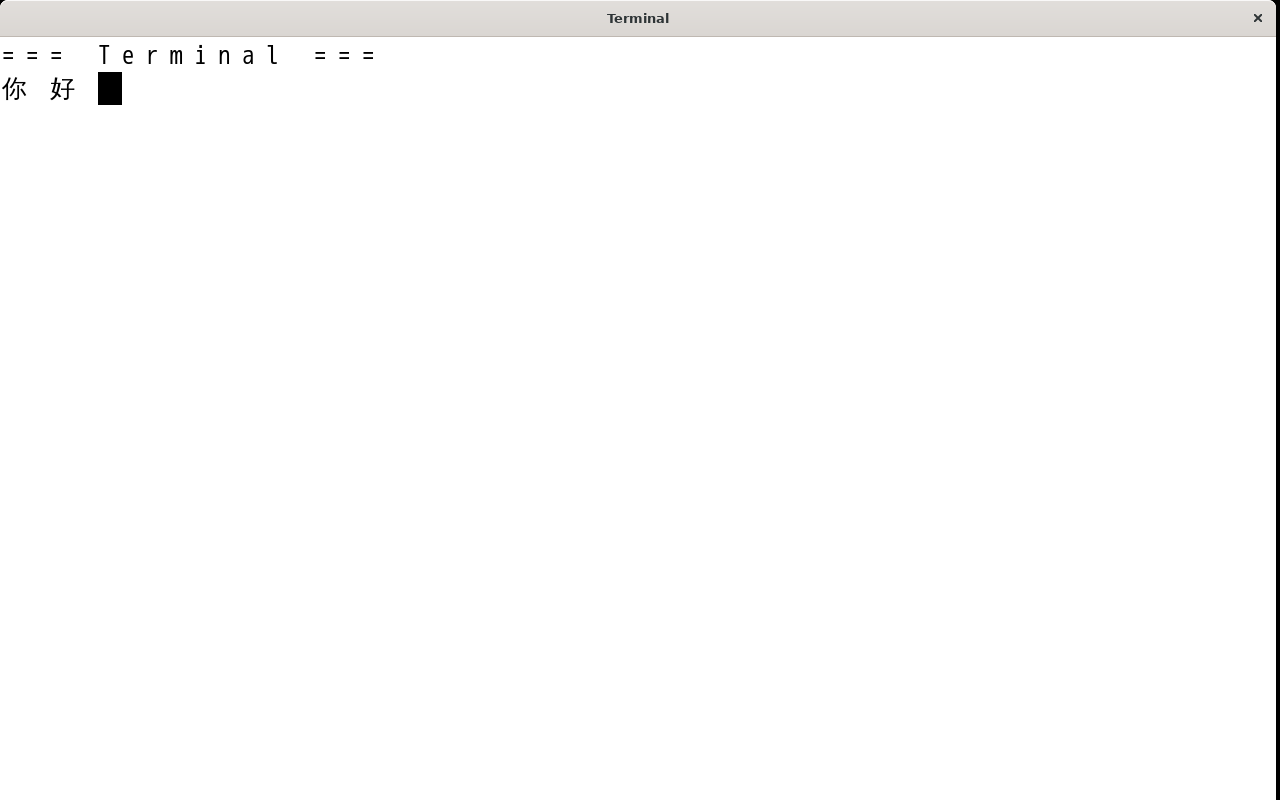 Terminal
=== Terminal ===
你好